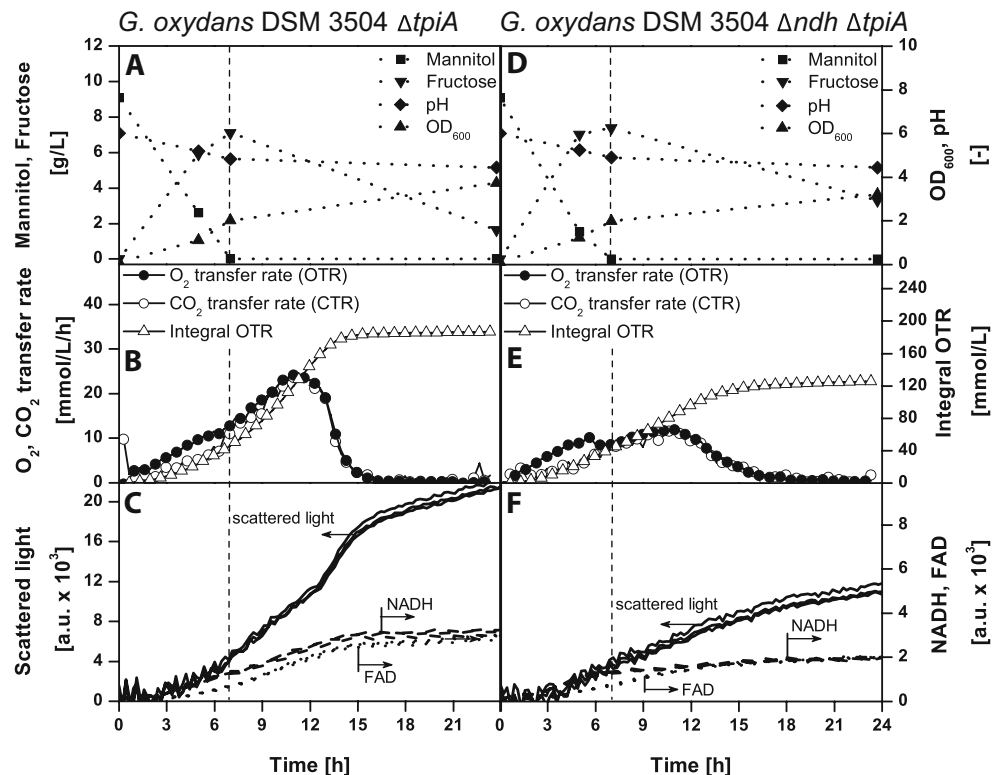 G. oxydans DSM 3504 ΔtpiA
G. oxydans DSM 3504 Δndh ΔtpiA
Mannitol, Fructose
[g/L]
12
10
8
6
4
2
0
A
Mannitol
Fructose
pH
OD600
D
Mannitol
Fructose
pH
OD600
10
8
6
4
2
0
OD600, pH
[-]
O2, CO2 transfer rate
[mmol/L/h]
40
30
20
10
0
O2 transfer rate (OTR)
CO2 transfer rate (CTR)
Integral OTR
B
O2 transfer rate (OTR)
CO2 transfer rate (CTR)
Integral OTR
E
240
200
160
120
80
40
0
Integral OTR
[mmol/L]
Scattered light
[a.u. x 10³]
20
16
12
8
4
0
C
scattered light
NADH
FAD
F
scattered light
NADH
FAD
8
6
4
2
0
NADH, FAD
[a.u. x 10³]
0 3 6 9 12 15 18 21
0 3 6 9 12 15 18 21 24
Time [h]
Time [h]